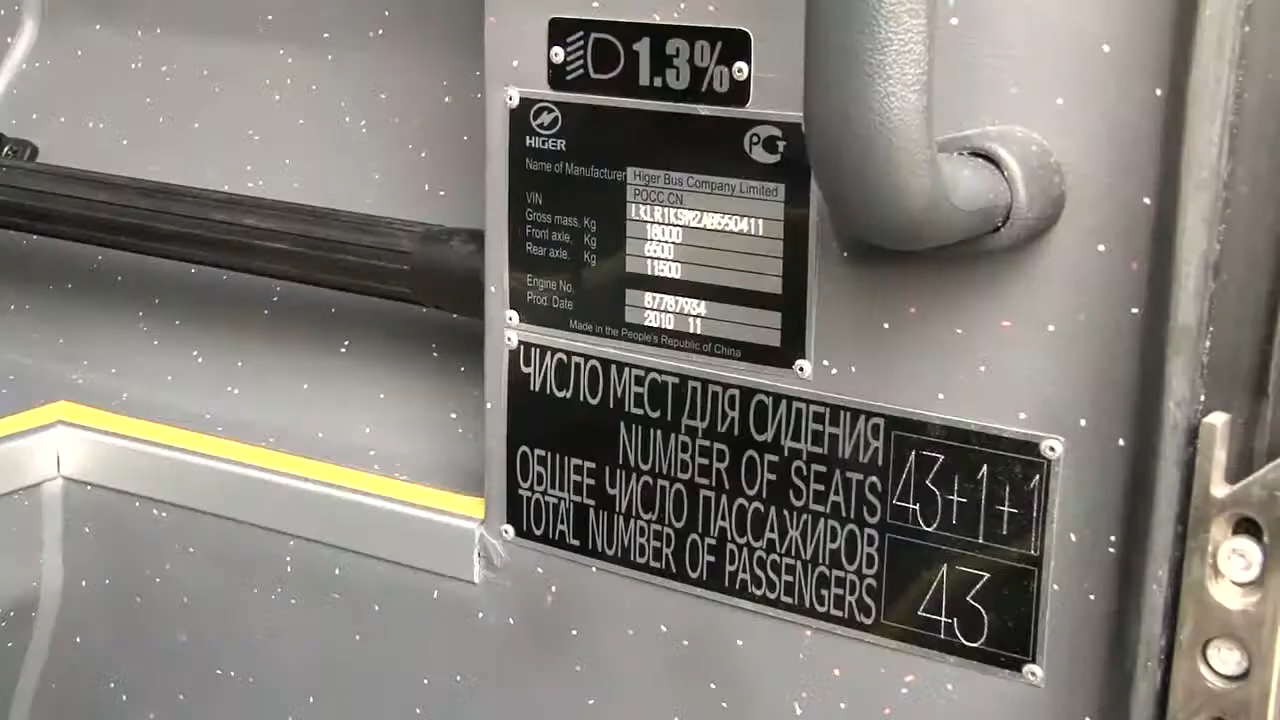 1.3%
HIGER
РСТ
Name of Manufacturer Higer Bus Company Limited
POCC CN
VIN
Gross mass, Kg 18000
Front axle, Kg 6500
Rear axle. Kg 11500
Engine No. 87787934
Prod. Date 2010 11
Made in the People's Republic of China
ЧИСЛО МЕСТ ДЛЯ СИДЕНИЯ
NUMBER OF SEATS 43+1+1
ОБЩЕЕ ЧИСЛО ПАССАЖИРОВ
TOTAL NUMBER OF PASSENGERS 43